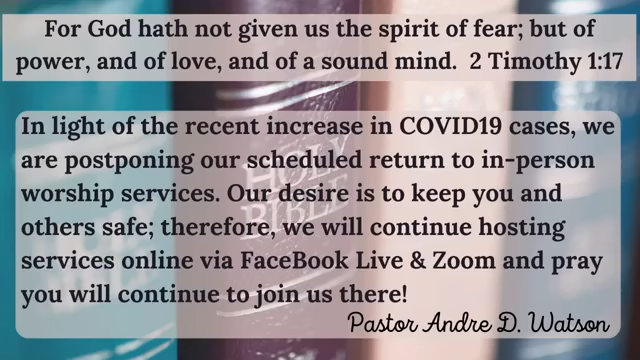 For God hath not given us the spirit of fear; but of
power, and of love, and of a sound mind.  2 Timothy 1:17
In light of the recent increase in COVID19 cases, we
are postponing our scheduled return to in-person
worship services. Our desire is to keep you and
others safe; therefore, we will continue hosting
services online via FaceBook Live & Zoom and pray
you will continue to join us there!
Pastor Andre D. Watson
HOLY
BIBLE